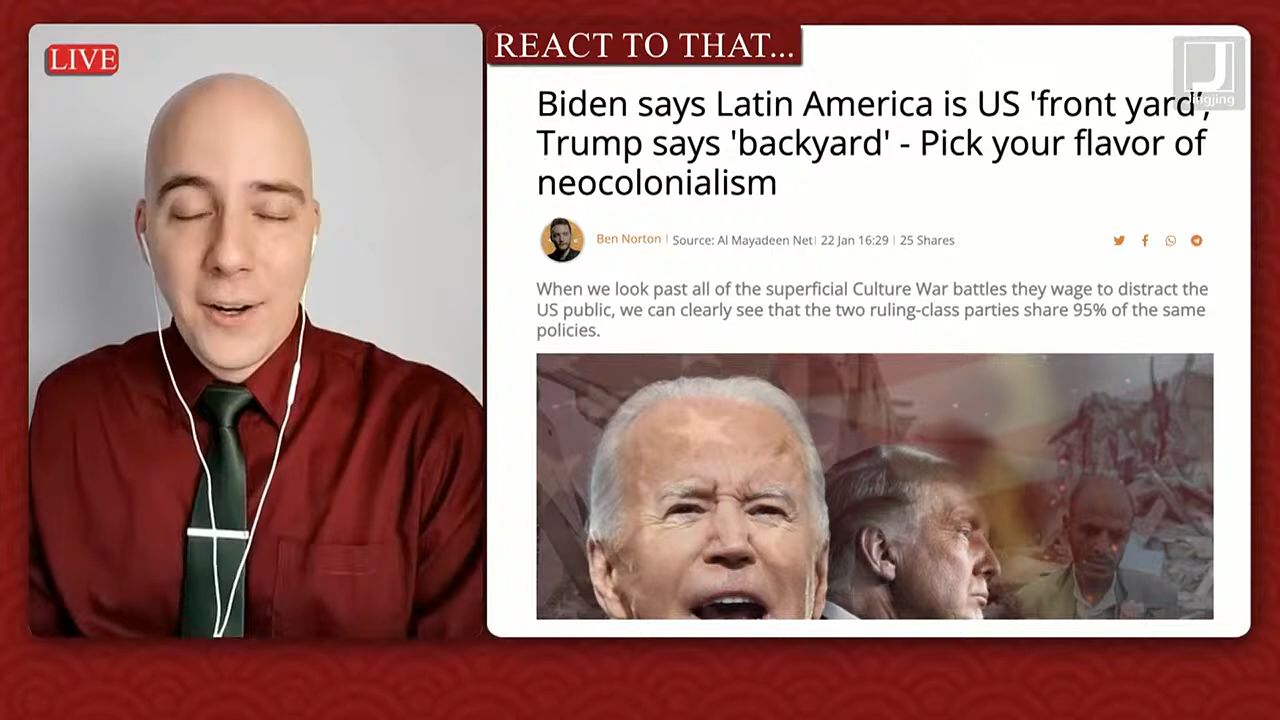 LIVE
REACT TO THAT...
Jingjing
Biden says Latin America is US 'front yard',
Trump says 'backyard' - Pick your flavor of
neocolonialism
Ben Norton | Source: Al Mayadeen Net| 22 Jan 16:29 | 25 Shares
When we look past all of the superficial Culture War battles they wage to distract the
US public, we can clearly see that the two ruling-class parties share 95% of the same
policies.